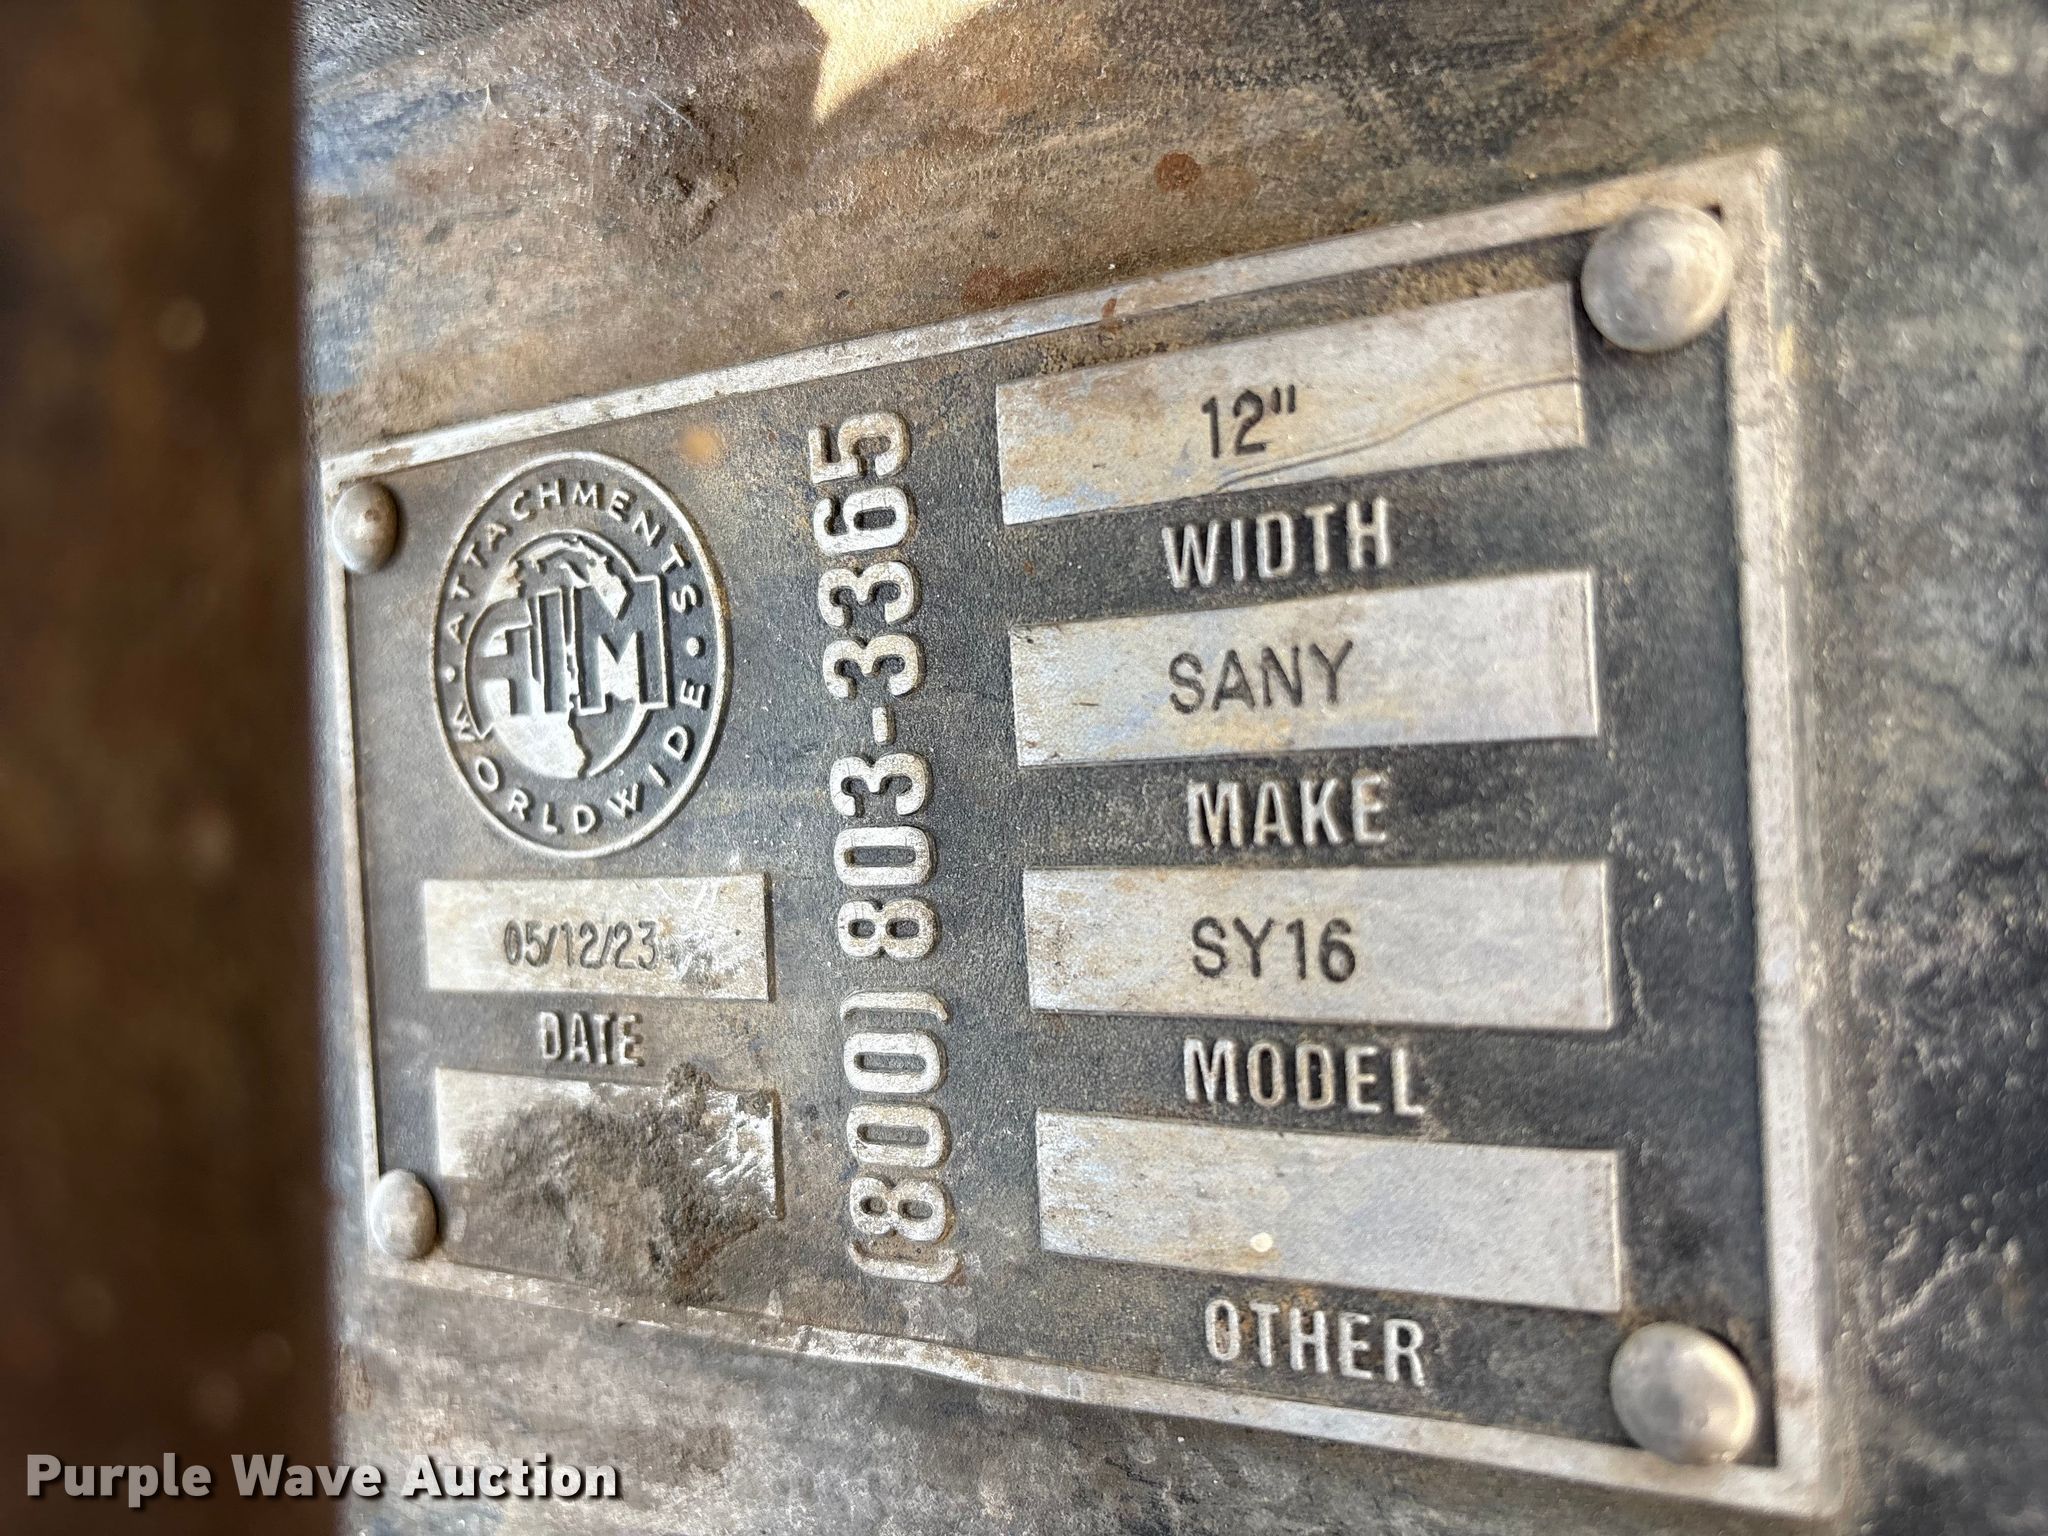 ATTACHMENTS
AIM
WORLDWIDE
05/12/23
DATE
(800) 803-3365
12"
WIDTH
SANY
MAKE
SY16
MODEL
OTHER
Purple Wave Auction